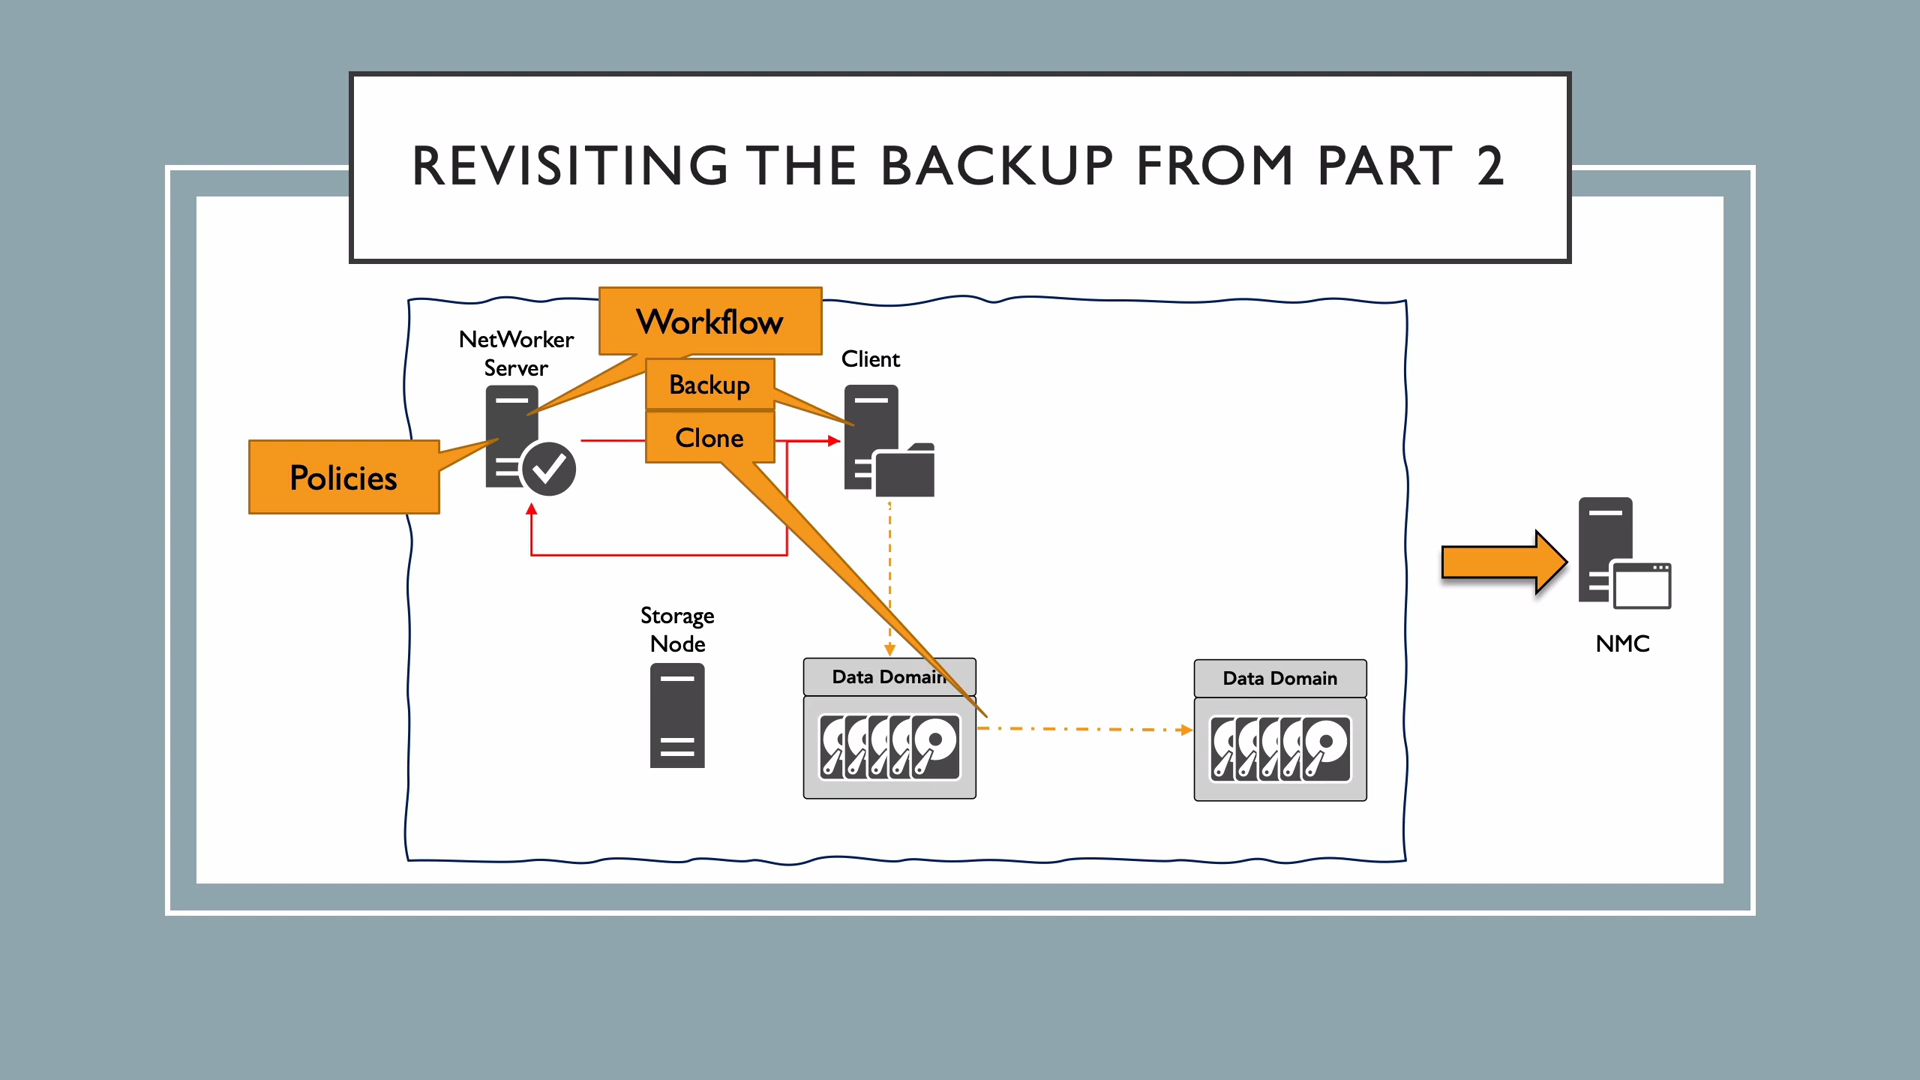 REVISITING THE BACKUP FROM PART 2
Workflow
NetWorker
Server
Client
Backup
Clone
Policies
Storage
Node
NMC
Data Domain
Data Domain